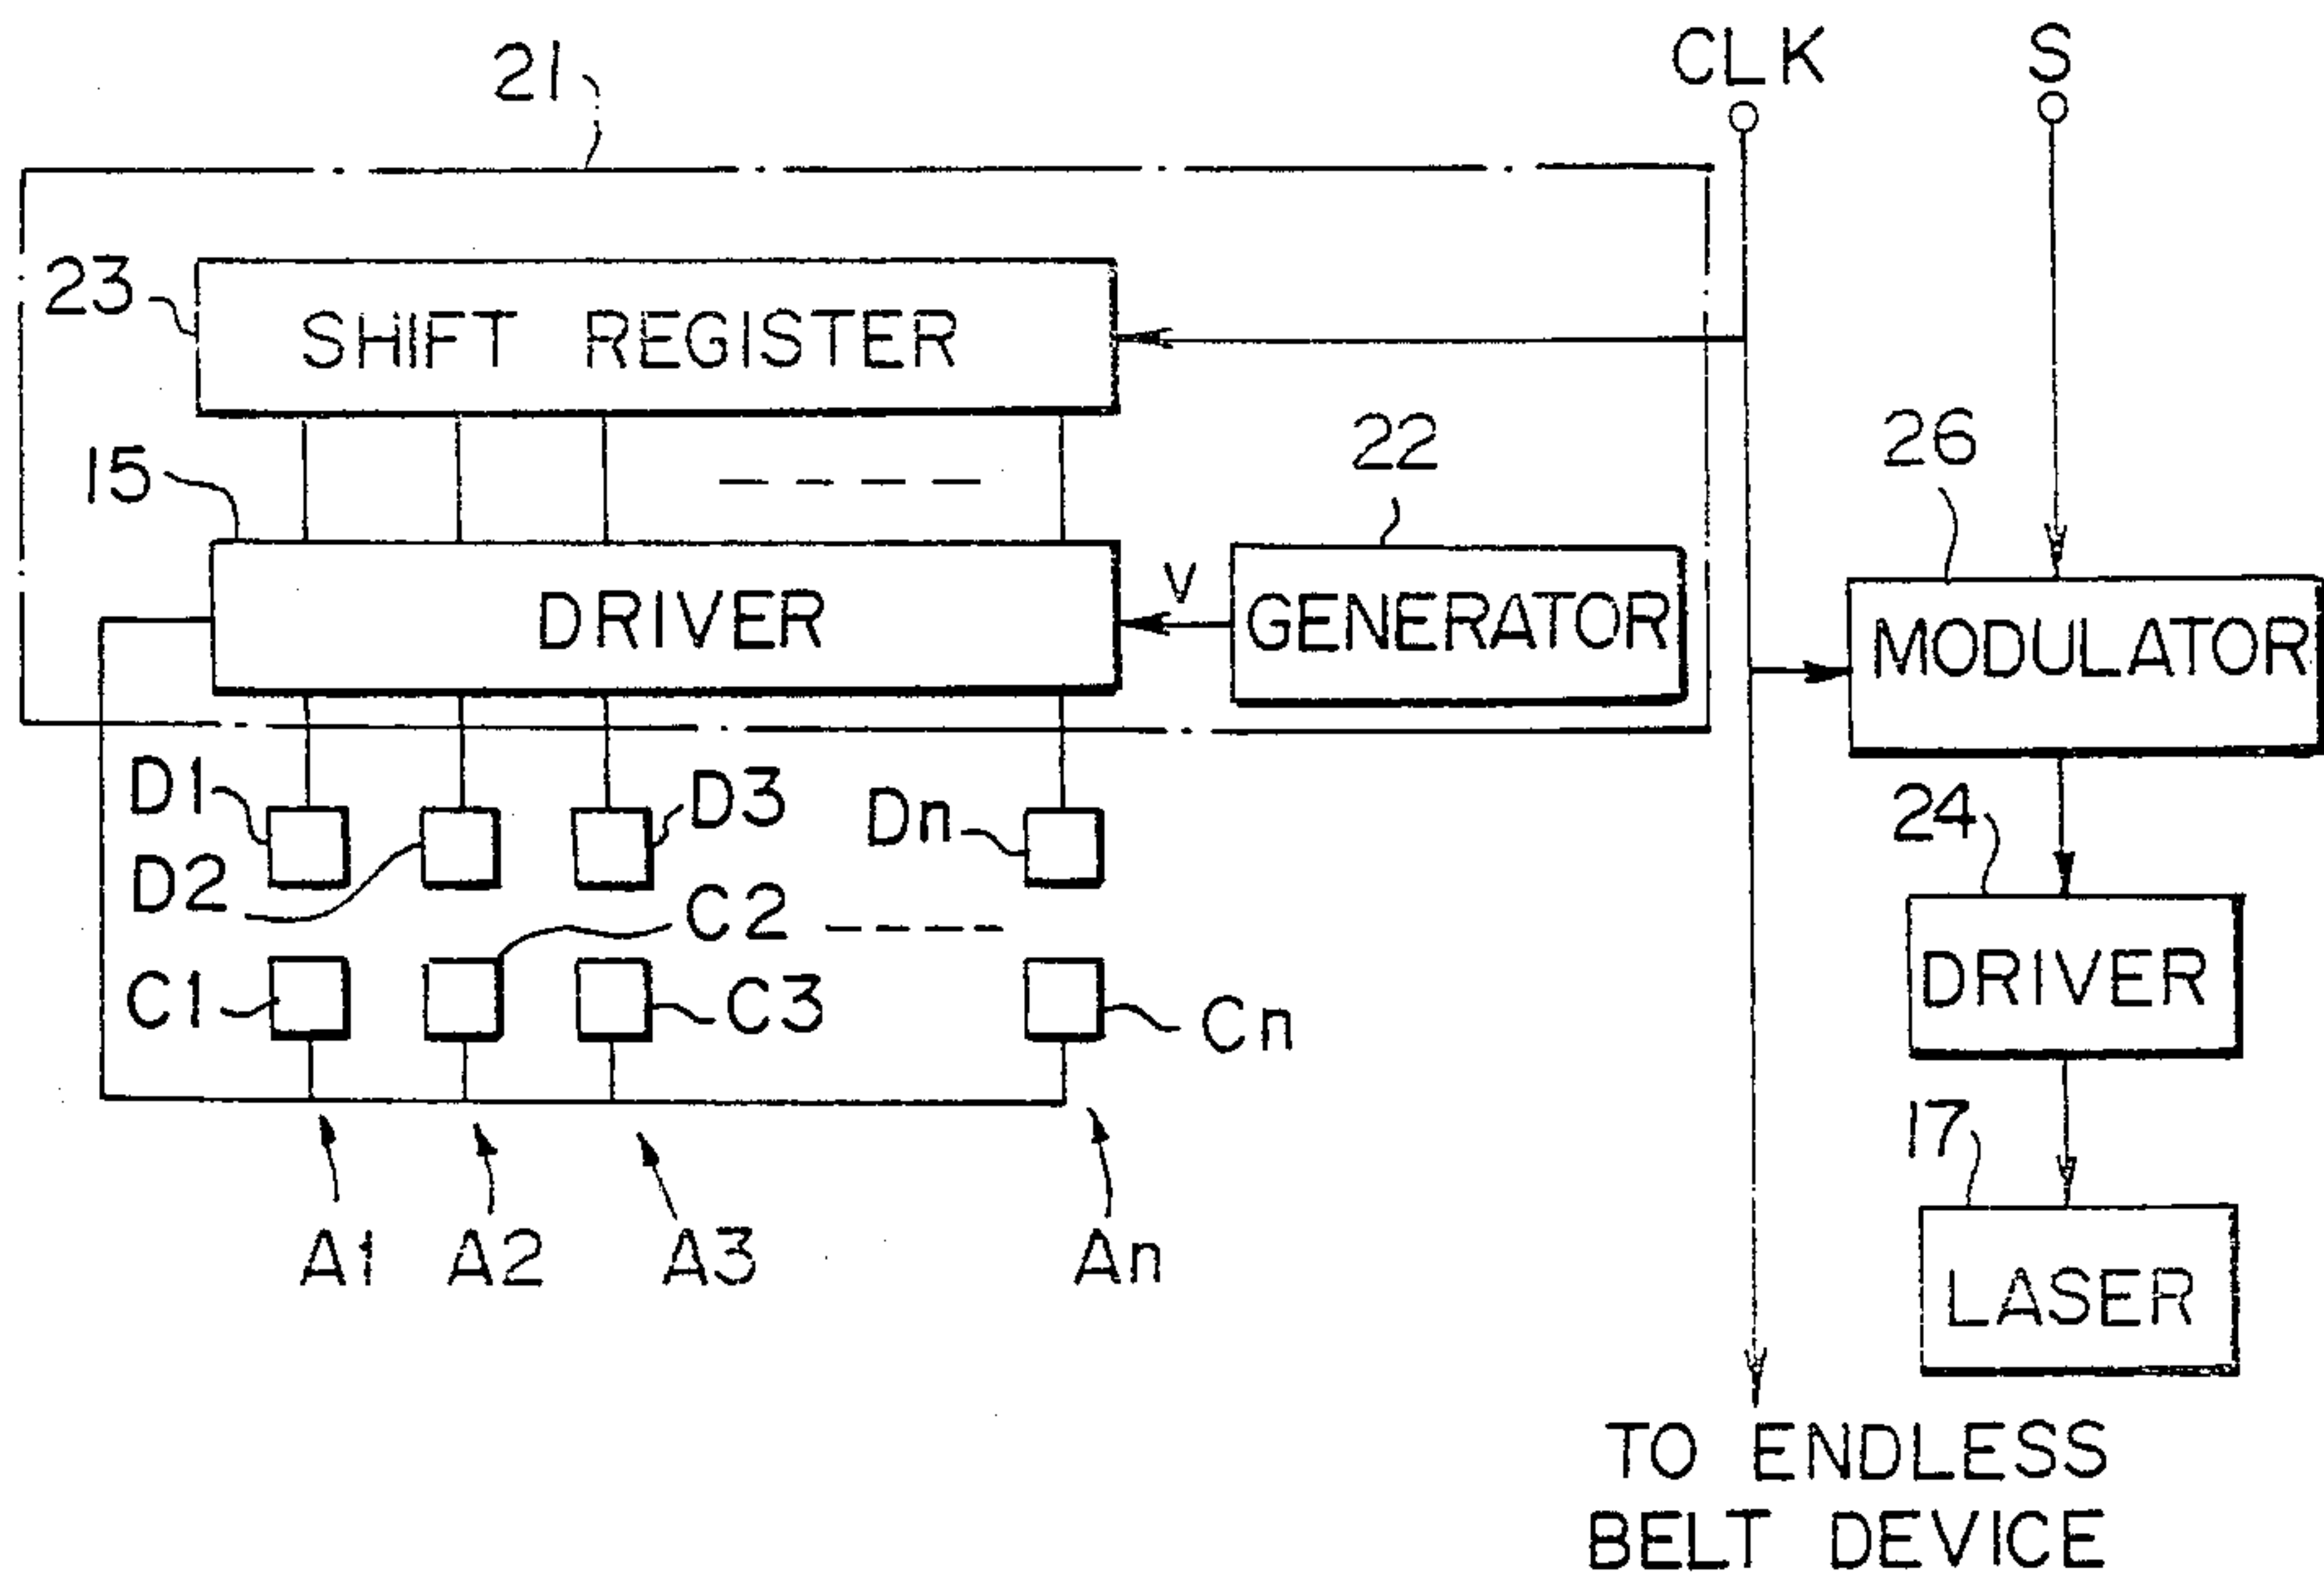 21
CLK
S
23
SHIFT REGISTER
15
22
26
DRIVER
V
GENERATOR
MODULATOR
D1
D2
D3
Dn
24
C1
C2
C3
Cn
DRIVER
17
A1
A2
A3
An
LASER
TO ENDLESS
BELT DEVICE